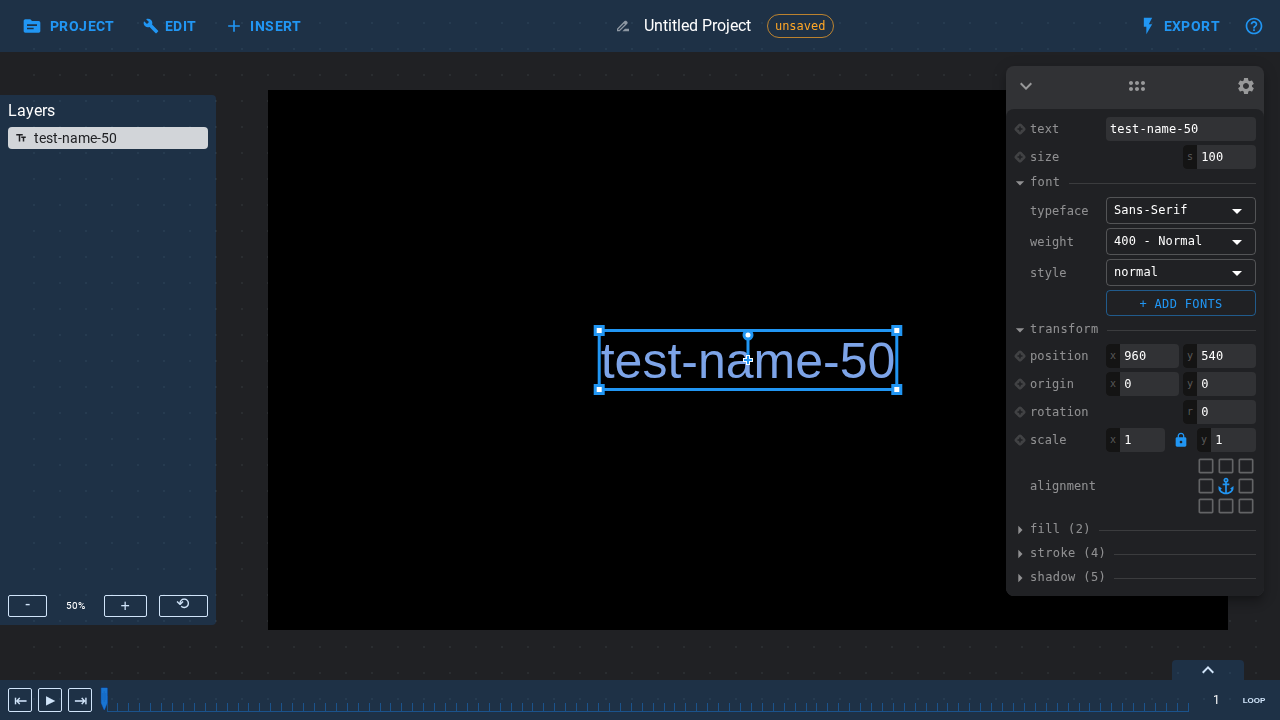 PROJECT EDIT INSERT Untitled Project unsaved EXPORT
Layers
test-name-50
- 50% +
test-name-50
text test-name-50
size s 100
font
typeface Sans-Serif
weight 400 - Normal
style normal
+ ADD FONTS
transform
position x 960 y 540
origin x 0 y 0
rotation r 0
scale x 1 y 1
alignment
fill (2)
stroke (4)
shadow (5)
1 LOOP